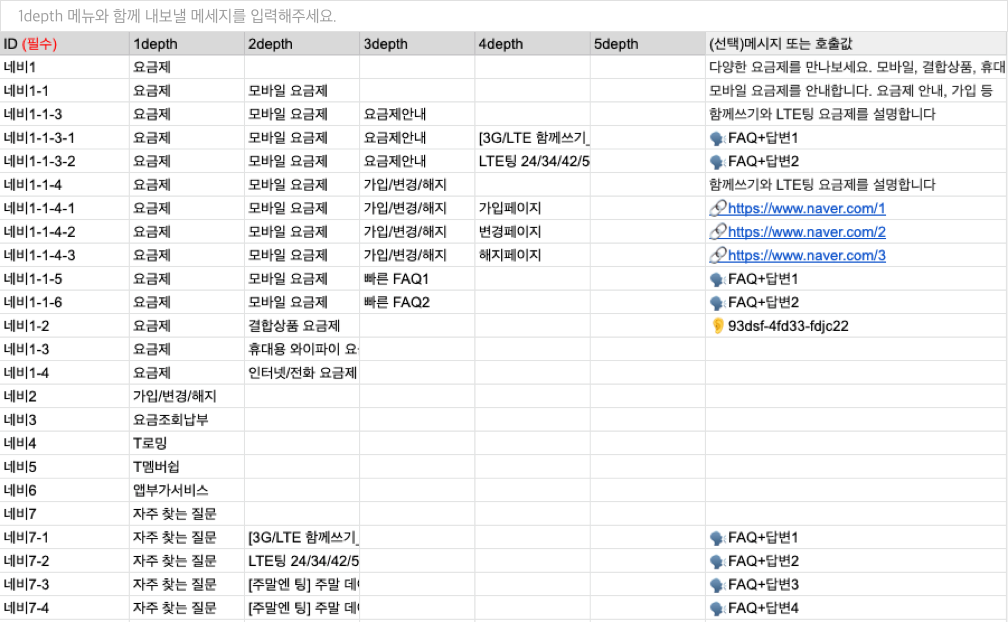 1depth 메뉴와 함께 내보낼 메세지를 입력해주세요.
ID (필수) 1depth 2depth 3depth 4depth 5depth (선택)메시지 또는 호출값
네비1 요금제 다양한 요금제를 만나보세요. 모바일, 결합상품, 휴대
네비1-1 요금제 모바일 요금제 모바일 요금제를 안내합니다. 요금제 안내, 가입 등
네비1-1-3 요금제 모바일 요금제 요금제안내 함께쓰기와 LTE팅 요금제를 설명합니다
네비1-1-3-1 요금제 모바일 요금제 요금제안내 [3G/LTE 함께쓰기_ 🗣️FAQ+답변1
네비1-1-3-2 요금제 모바일 요금제 요금제안내 LTE팅 24/34/42/5 🗣️FAQ+답변2
네비1-1-4 요금제 모바일 요금제 가입/변경/해지 함께쓰기와 LTE팅 요금제를 설명합니다
네비1-1-4-1 요금제 모바일 요금제 가입/변경/해지 가입페이지 🔗https://www.naver.com/1
네비1-1-4-2 요금제 모바일 요금제 가입/변경/해지 변경페이지 🔗https://www.naver.com/2
네비1-1-4-3 요금제 모바일 요금제 가입/변경/해지 해지페이지 🔗https://www.naver.com/3
네비1-1-5 요금제 모바일 요금제 빠른 FAQ1 🗣️FAQ+답변1
네비1-1-6 요금제 모바일 요금제 빠른 FAQ2 🗣️FAQ+답변2
네비1-2 요금제 결합상품 요금제 👂93dsf-4fd33-fdjc22
네비1-3 요금제 휴대용 와이파이 요
네비1-4 요금제 인터넷/전화 요금제
네비2 가입/변경/해지
네비3 요금조회납부
네비4 T로밍
네비5 T멤버쉽
네비6 앱부가서비스
네비7 자주 찾는 질문
네비7-1 자주 찾는 질문 [3G/LTE 함께쓰기_ 🗣️FAQ+답변1
네비7-2 자주 찾는 질문 LTE팅 24/34/42/5 🗣️FAQ+답변2
네비7-3 자주 찾는 질문 [주말엔 팅] 주말 데 🗣️FAQ+답변3
네비7-4 자주 찾는 질문 [주말엔 팅] 주말 데 🗣️FAQ+답변4